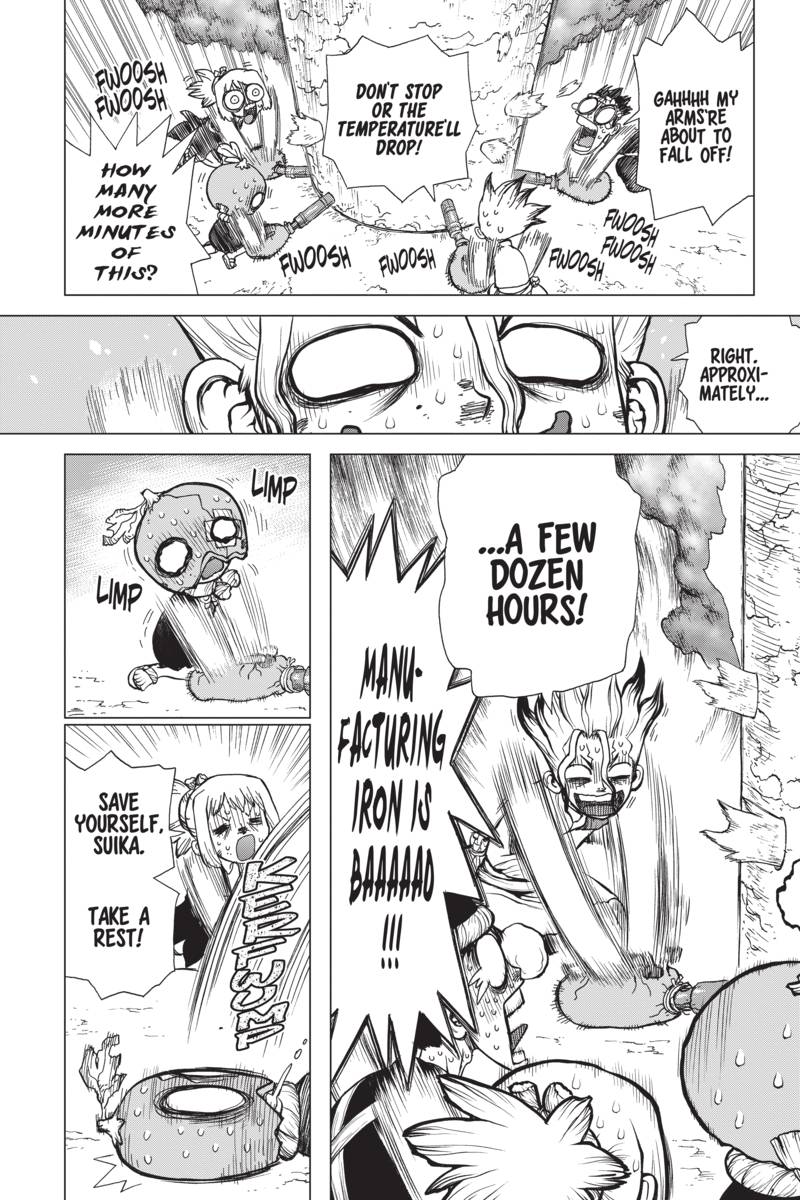 GAHHHH MY
ARMS'RE
ABOUT TO
FALL OFF!
DON'T STOP
OR THE
TEMPERATURE'LL
DROP!
FWOOSH
FWOOSH
HOW
MANY
MORE
MINUTES
OF
THIS?
FWOOSH
FWOOSH
FWOOSH
FWOOSH
FWOOSH
RIGHT.
APPROXI-
MATELY...
...A FEW
DOZEN
HOURS!
MANU-
FACTURING
IRON IS
BAAAAAD
!!!
LIMP
LIMP
SAVE
YOURSELF,
SUIKA.
TAKE A
REST!
KERFWUMP